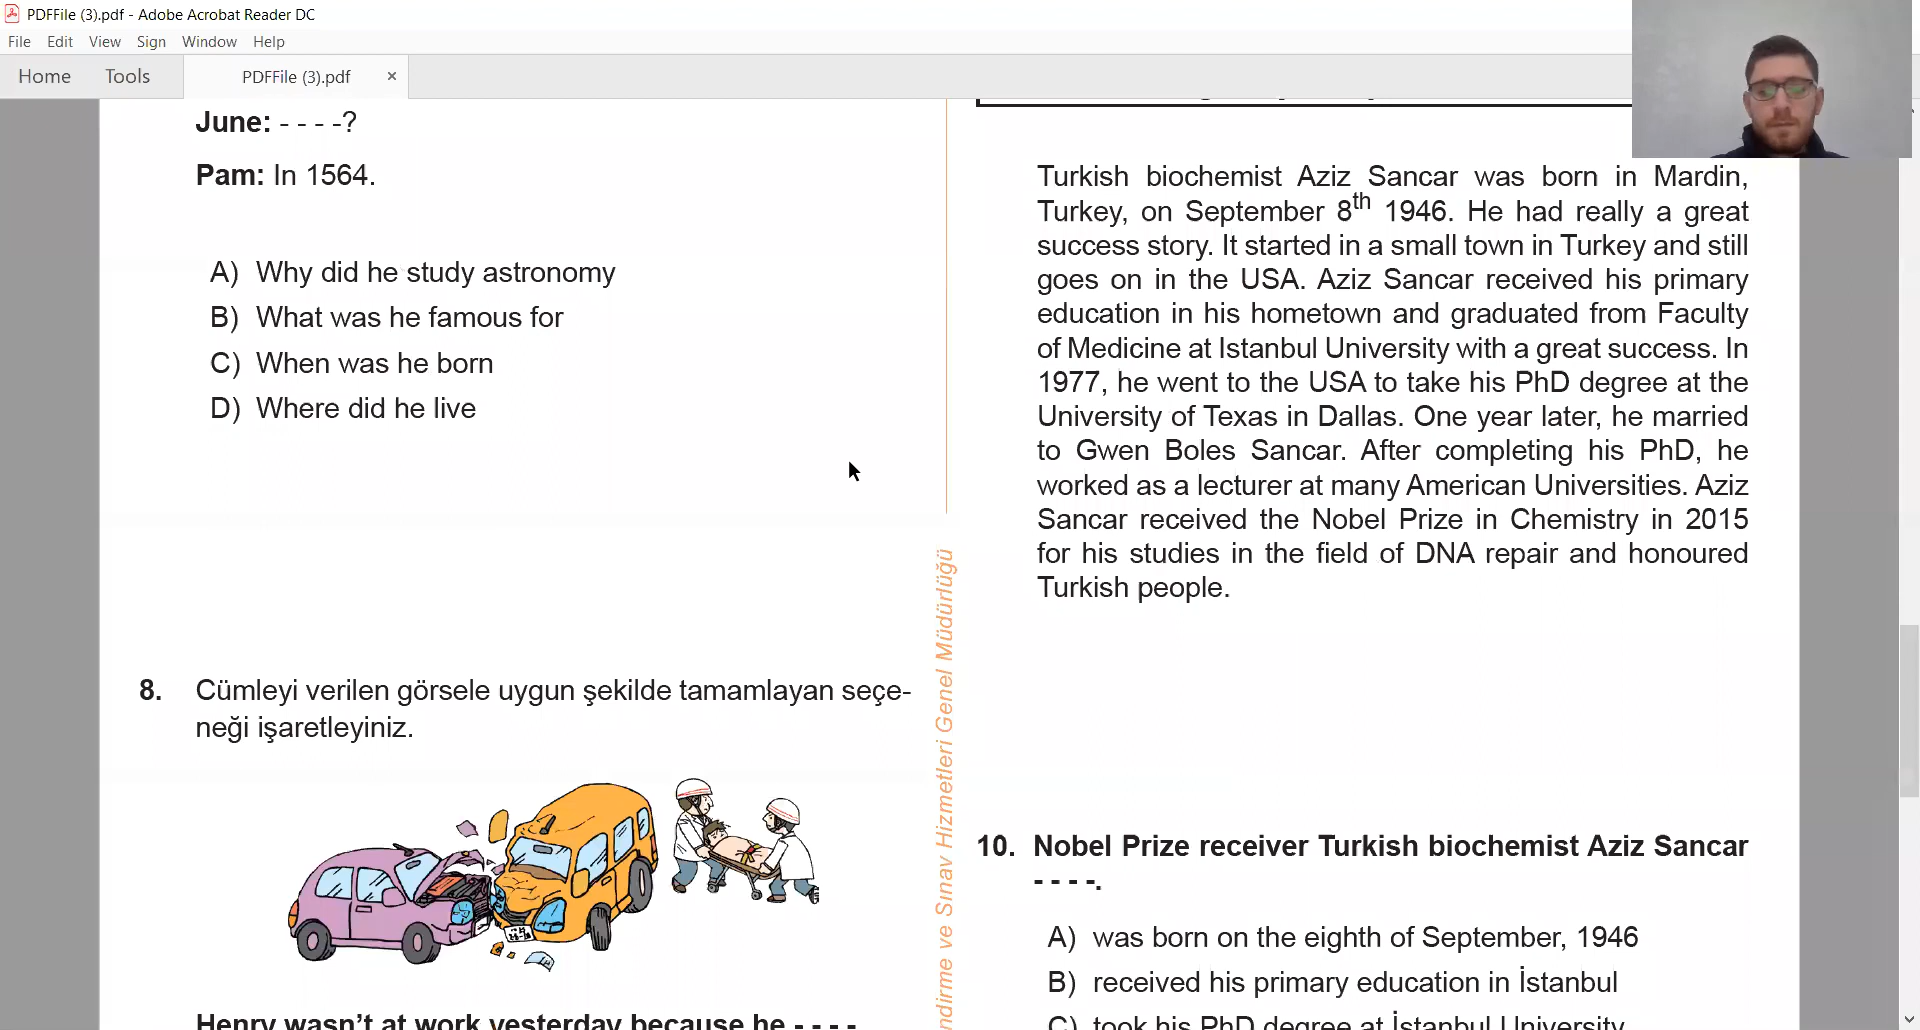 PDFFile (3).pdf - Adobe Acrobat Reader DC
File Edit View Sign Window Help
Home Tools PDFFile (3).pdf ×
June: - - - -?
Pam: In 1564.
A) Why did he study astronomy
B) What was he famous for
C) When was he born
D) Where did he live
8. Cümleyi verilen görsele uygun şekilde tamamlayan seçe-
neği işaretleyiniz.
Henry wasn't at work yesterday because he - - - -
ndirme ve Sınav Hizmetleri Genel Müdürlüğü
Turkish biochemist Aziz Sancar was born in Mardin,
Turkey, on September 8th 1946. He had really a great
success story. It started in a small town in Turkey and still
goes on in the USA. Aziz Sancar received his primary
education in his hometown and graduated from Faculty
of Medicine at Istanbul University with a great success. In
1977, he went to the USA to take his PhD degree at the
University of Texas in Dallas. One year later, he married
to Gwen Boles Sancar. After completing his PhD, he
worked as a lecturer at many American Universities. Aziz
Sancar received the Nobel Prize in Chemistry in 2015
for his studies in the field of DNA repair and honoured
Turkish people.
10. Nobel Prize receiver Turkish biochemist Aziz Sancar
- - - -.
A) was born on the eighth of September, 1946
B) received his primary education in İstanbul
C) took his PhD degree at İstanbul University